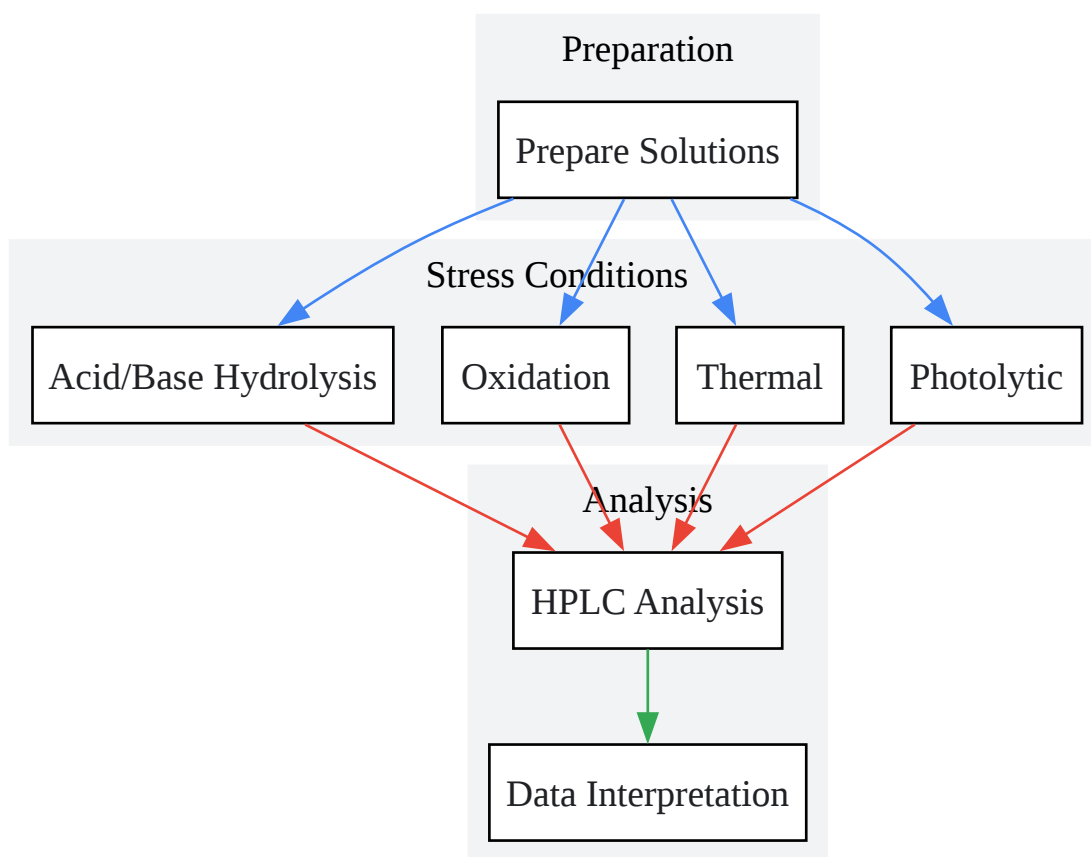 Preparation
Prepare Solutions
Stress Conditions
Acid/Base Hydrolysis
Oxidation
Thermal
Photolytic
Analysis
HPLC Analysis
Data Interpretation